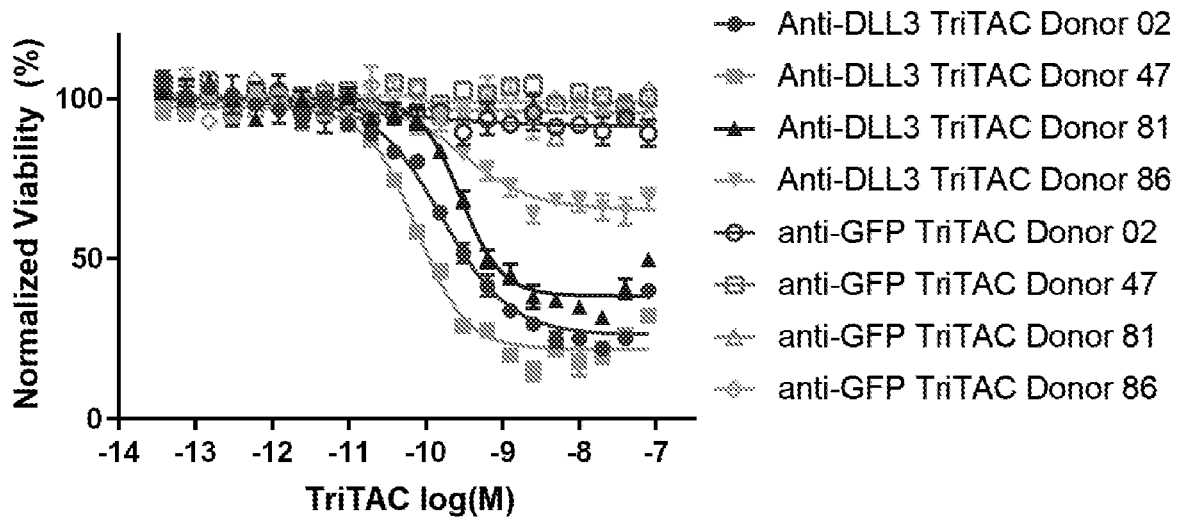 Normalized Viability (%)
100
50
0
-14 -13 -12 -11 -10 -9 -8 -7
TriTAC log(M)
Anti-DLL3 TriTAC Donor 02
Anti-DLL3 TriTAC Donor 47
Anti-DLL3 TriTAC Donor 81
Anti-DLL3 TriTAC Donor 86
anti-GFP TriTAC Donor 02
anti-GFP TriTAC Donor 47
anti-GFP TriTAC Donor 81
anti-GFP TriTAC Donor 86